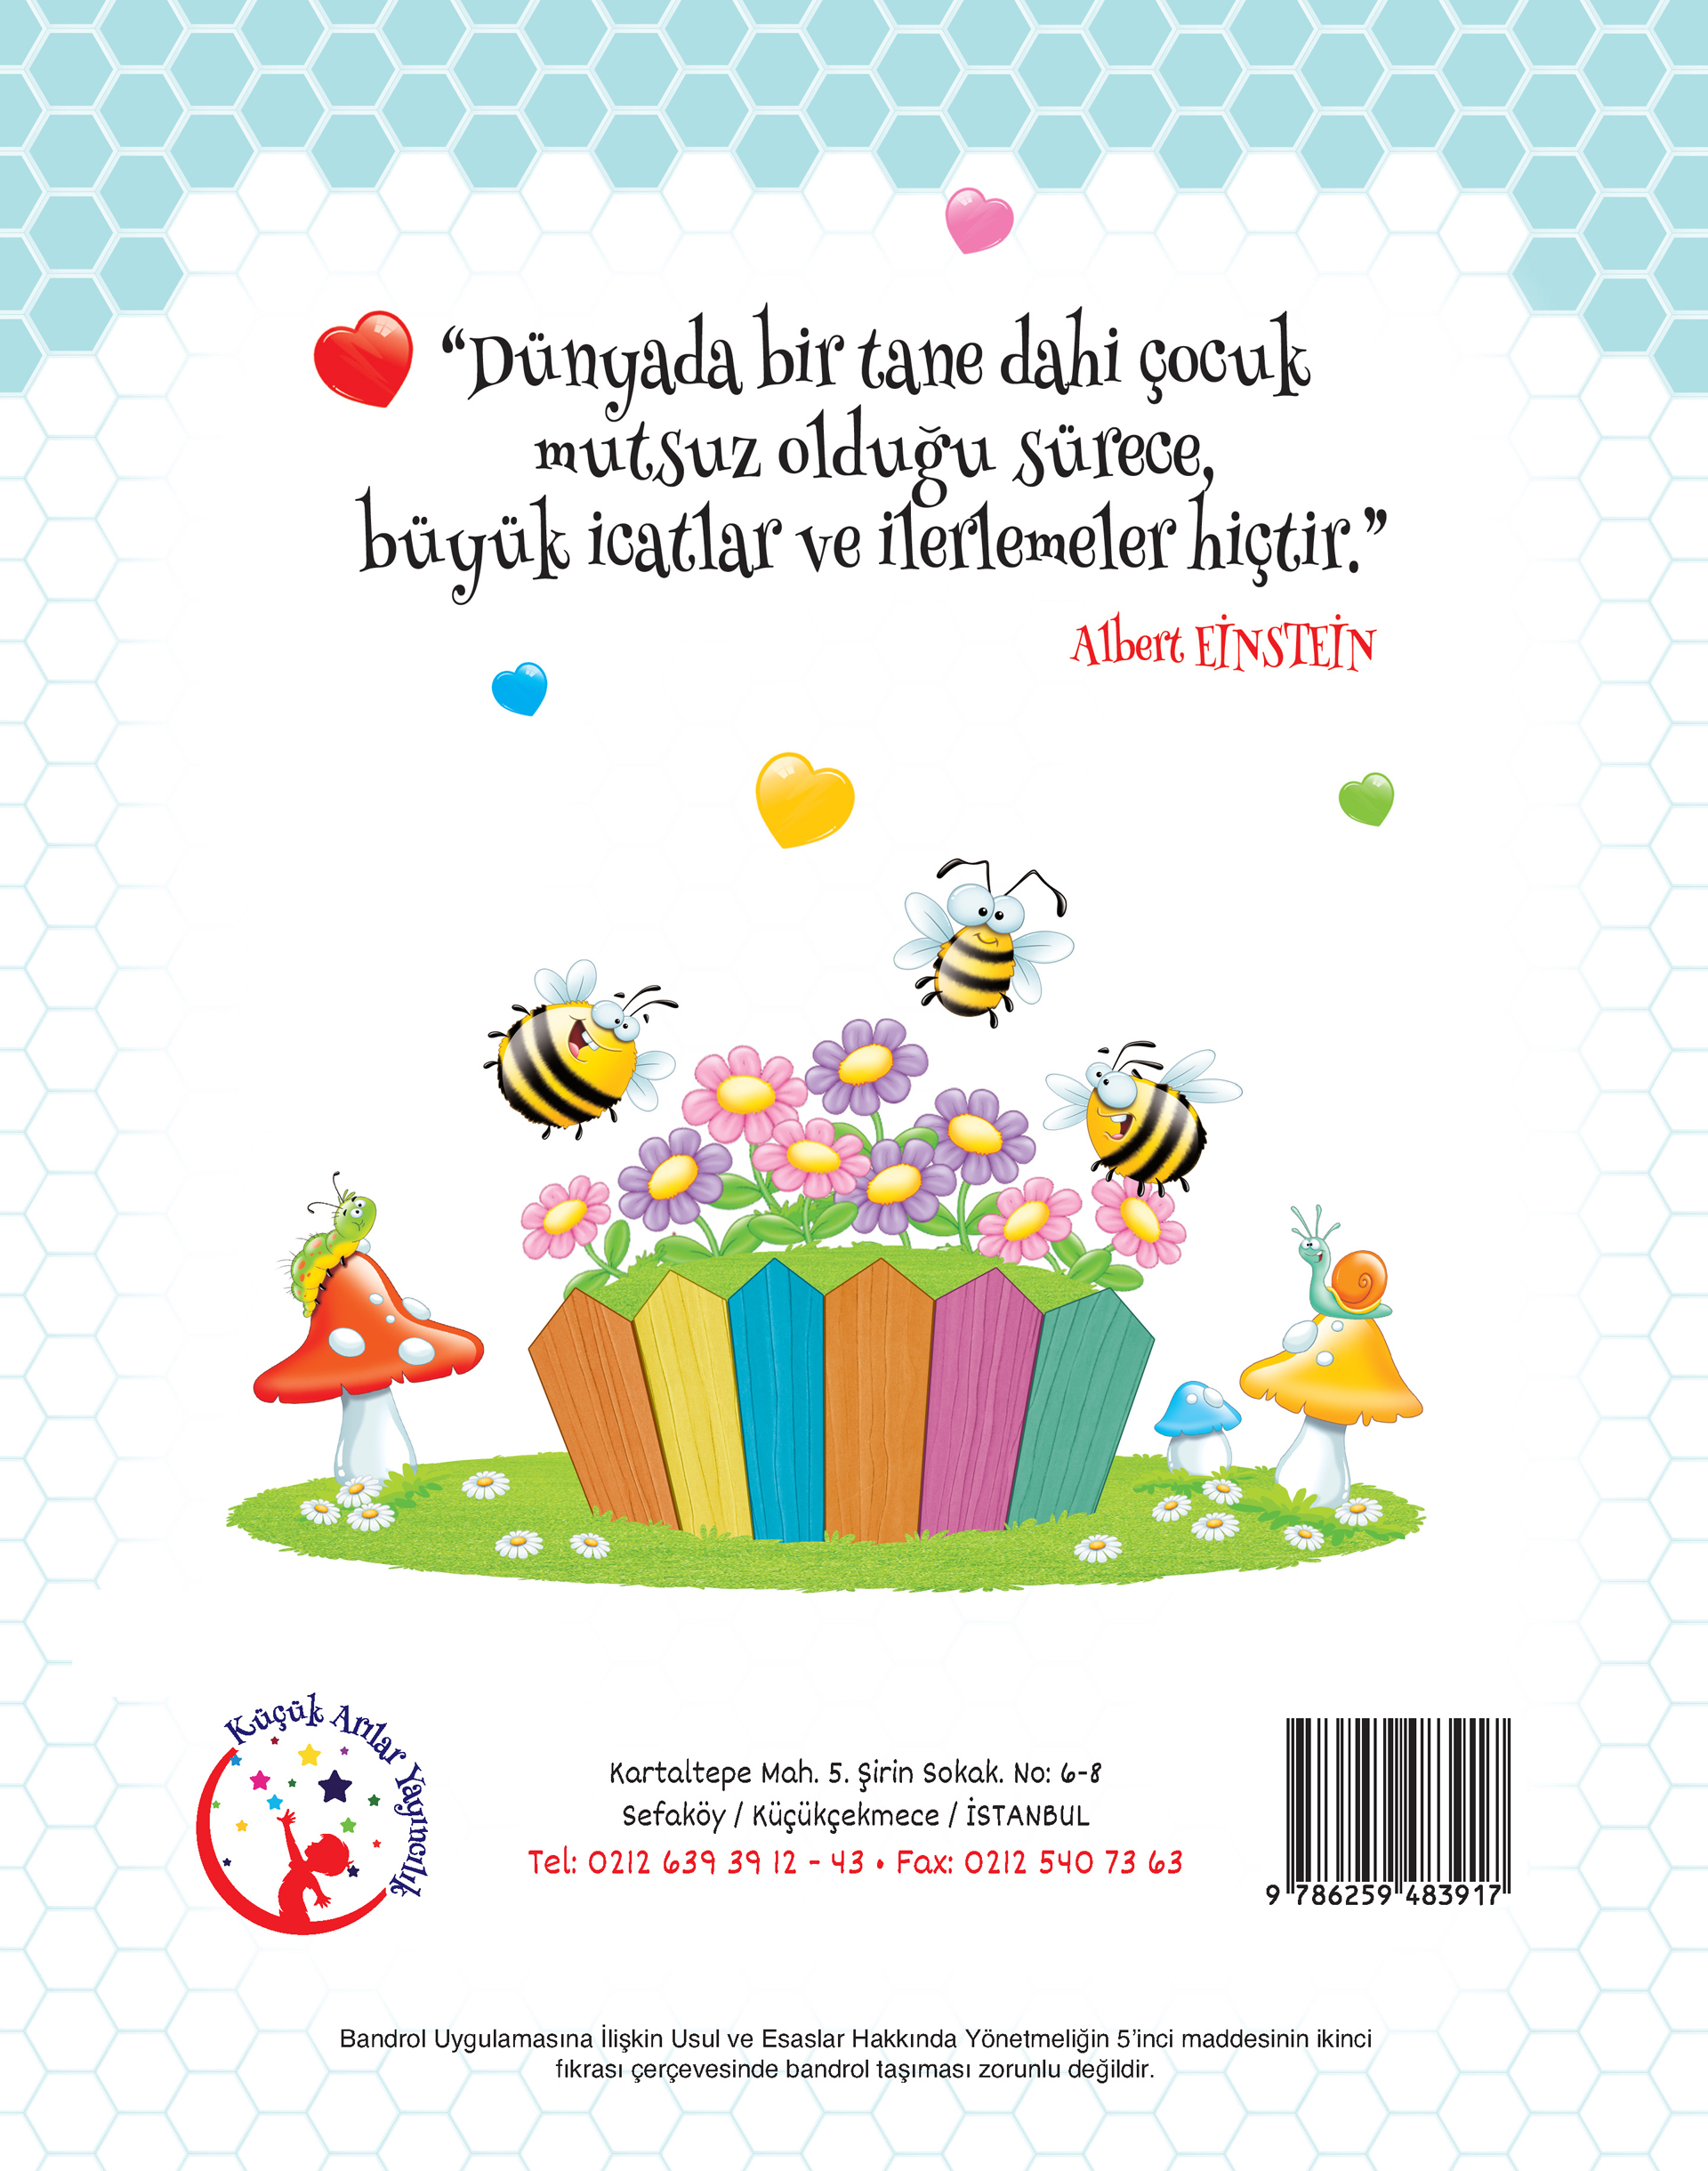 “Dünyada bir tane dahi çocuk
mutsuz olduğu sürece,
büyük icatlar ve ilerlemeler hiçtir.”
Albert EİNSTEİN
Küçük Arılar Yayıncılık
Kartaltepe Mah. 5. Şirin Sokak. No: 6-8
Sefaköy / Küçükçekmece / İSTANBUL
Tel: 0212 639 39 12 - 43 • Fax: 0212 540 73 63
9 786259 483917
Bandrol Uygulamasına İlişkin Usul ve Esaslar Hakkında Yönetmeliğin 5’inci maddesinin ikinci
fıkrası çerçevesinde bandrol taşıması zorunlu değildir.